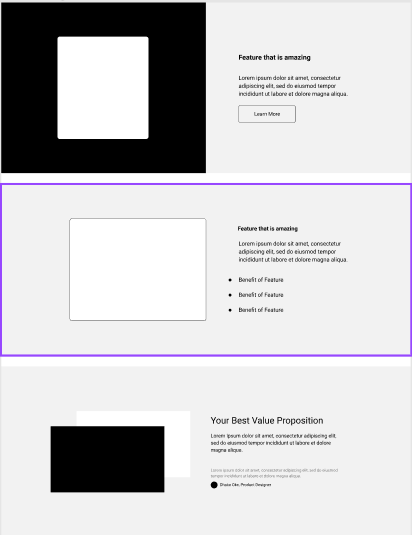 Feature that is amazing
Lorem ipsum dolor sit amet, consectetur
adipiscing elit, sed do eiusmod tempor
incididunt ut labore et dolore magna aliqua.
Learn More
Feature that is amazing
Lorem ipsum dolor sit amet, consectetur
adipiscing elit, sed do eiusmod tempor
incididunt ut labore et dolore magna aliqua.
Benefit of Feature
Benefit of Feature
Benefit of Feature
Your Best Value Proposition
Lorem ipsum dolor sit amet, consectetur adipiscing elit,
sed do eiusmod tempor incididunt ut labore et dolore
magna aliqua.
Lorem ipsum dolor sit amet, consectetur adipiscing elit, sed do eiusmod
tempor incididunt ut labore et dolore magna aliqua.
Product Designer